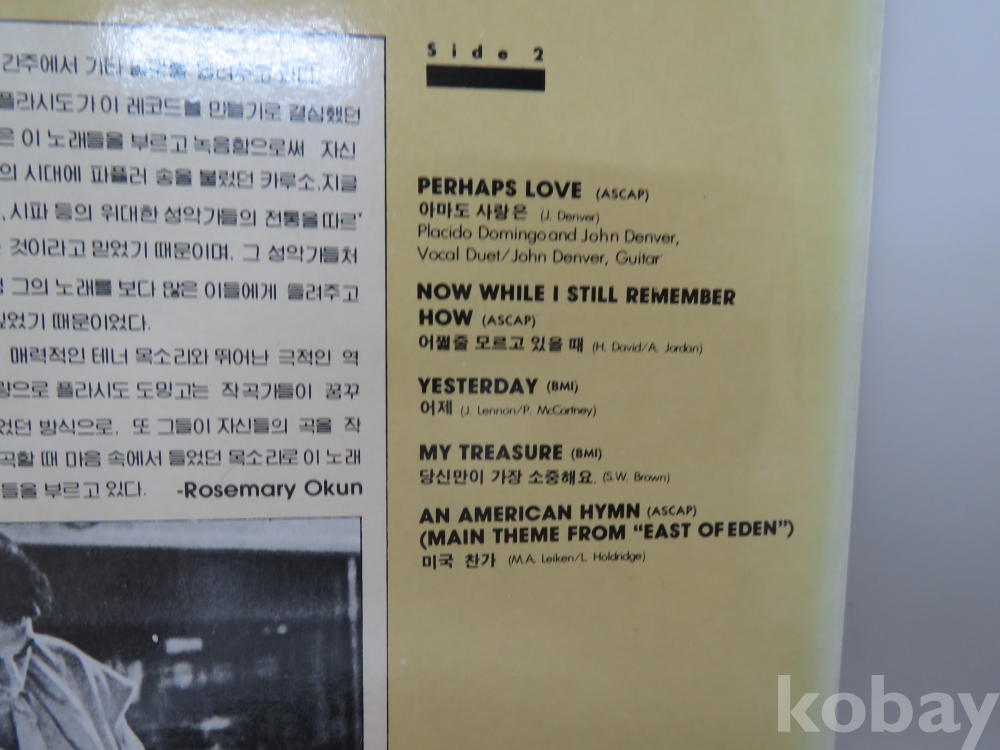 간주에서 기타
플라시도가 이 레코드를 만들기로 결심했던
은 이 노래들을 부르고 녹음함으로써 자신
의 시대에 파퓰러 송을 불렀던 카루소, 지글
, 시파 등의 위대한 성악가들의 전통을 따르
것이라고 믿었기 때문이며, 그 성악가들처
그의 노래를 보다 많은 이들에게 들려주고
싶었기 때문이었다.
매력적인 테너 목소리와 뛰어난 극적인 역
량으로 플라시도 도밍고는 작곡가들이 꿈꾸
었던 방식으로, 또 그들이 자신들의 곡을 작
곡할 때 마음 속에서 들었던 목소리로 이 노래
들을 부르고 있다. -Rosemary Okun
Side 2
PERHAPS LOVE (ASCAP)
아마도 사랑은 (J. Denver)
Placido Domingo and John Denver,
Vocal Duet/John Denver, Guitar
NOW WHILE I STILL REMEMBER
HOW (ASCAP)
어쩔줄 모르고 있을 때 (H. David/A. Jordan)
YESTERDAY (BMI)
어제 (J. Lennon/P. McCartney)
MY TREASURE (BMI)
당신만이 가장 소중해요. (S.W. Brown)
AN AMERICAN HYMN (ASCAP)
(MAIN THEME FROM "EAST OF EDEN")
미국 찬가 (M.A. Leiken/L. Holdridge)
kobay